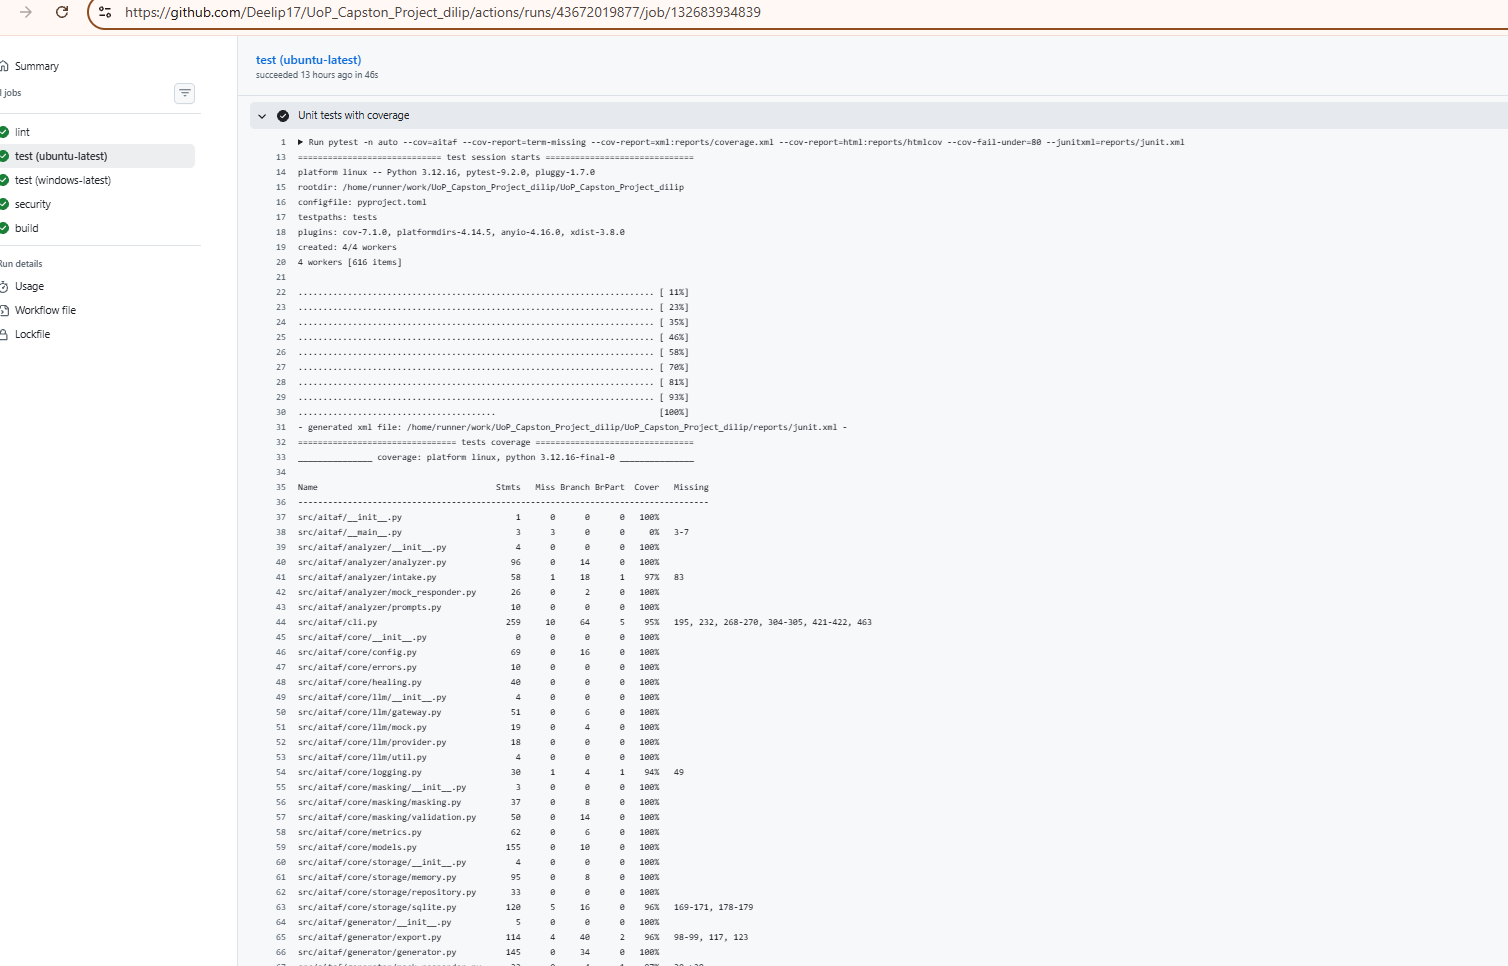 https://github.com/Deelip17/UoP_Capston_Project_dilip/actions/runs/43672019877/job/132683934839
Summary
jobs
lint
test (ubuntu-latest)
test (windows-latest)
security
build
Run details
Usage
Workflow file
Lockfile
test (ubuntu-latest)
succeeded 13 hours ago in 46s
Unit tests with coverage
1 ▶ Run pytest -n auto --cov=aitaf --cov-report=term-missing --cov-report=xml:reports/coverage.xml --cov-report=html:reports/htmlcov --cov-fail-under=80 --junitxml=reports/junit.xml
13 ============================= test session starts ==============================
14 platform linux -- Python 3.12.16, pytest-9.2.0, pluggy-1.7.0
15 rootdir: /home/runner/work/UoP_Capston_Project_dilip/UoP_Capston_Project_dilip
16 configfile: pyproject.toml
17 testpaths: tests
18 plugins: cov-7.1.0, platformdirs-4.14.5, anyio-4.16.0, xdist-3.8.0
19 created: 4/4 workers
20 4 workers [616 items]
21
22 ........................................................................ [ 11%]
23 ........................................................................ [ 23%]
24 ........................................................................ [ 35%]
25 ........................................................................ [ 46%]
26 ........................................................................ [ 58%]
27 ........................................................................ [ 70%]
28 ........................................................................ [ 81%]
29 ........................................................................ [ 93%]
30 ........................................ [100%]
31 - generated xml file: /home/runner/work/UoP_Capston_Project_dilip/UoP_Capston_Project_dilip/reports/junit.xml -
32 ================================ tests coverage ================================
33 _______________ coverage: platform linux, python 3.12.16-final-0 _______________
34
35 Name Stmts Miss Branch BrPart Cover Missing
36 -----------------------------------------------------------------------------------
37 src/aitaf/__init__.py 1 0 0 0 100%
38 src/aitaf/__main__.py 3 3 0 0 0% 3-7
39 src/aitaf/analyzer/__init__.py 4 0 0 0 100%
40 src/aitaf/analyzer/analyzer.py 96 0 14 0 100%
41 src/aitaf/analyzer/intake.py 58 1 18 1 97% 83
42 src/aitaf/analyzer/mock_responder.py 26 0 2 0 100%
43 src/aitaf/analyzer/prompts.py 10 0 0 0 100%
44 src/aitaf/cli.py 259 10 64 5 95% 195, 232, 268-270, 304-305, 421-422, 463
45 src/aitaf/core/__init__.py 0 0 0 0 100%
46 src/aitaf/core/config.py 69 0 16 0 100%
47 src/aitaf/core/errors.py 10 0 0 0 100%
48 src/aitaf/core/healing.py 40 0 0 0 100%
49 src/aitaf/core/llm/__init__.py 4 0 0 0 100%
50 src/aitaf/core/llm/gateway.py 51 0 6 0 100%
51 src/aitaf/core/llm/mock.py 19 0 4 0 100%
52 src/aitaf/core/llm/provider.py 18 0 0 0 100%
53 src/aitaf/core/llm/util.py 4 0 0 0 100%
54 src/aitaf/core/logging.py 30 1 4 1 94% 49
55 src/aitaf/core/masking/__init__.py 3 0 0 0 100%
56 src/aitaf/core/masking/masking.py 37 0 8 0 100%
57 src/aitaf/core/masking/validation.py 50 0 14 0 100%
58 src/aitaf/core/metrics.py 62 0 6 0 100%
59 src/aitaf/core/models.py 155 0 10 0 100%
60 src/aitaf/core/storage/__init__.py 4 0 0 0 100%
61 src/aitaf/core/storage/memory.py 95 0 8 0 100%
62 src/aitaf/core/storage/repository.py 33 0 0 0 100%
63 src/aitaf/core/storage/sqlite.py 120 5 16 0 96% 169-171, 178-179
64 src/aitaf/generator/__init__.py 5 0 0 0 100%
65 src/aitaf/generator/export.py 114 4 40 2 96% 98-99, 117, 123
66 src/aitaf/generator/generator.py 145 0 34 0 100%